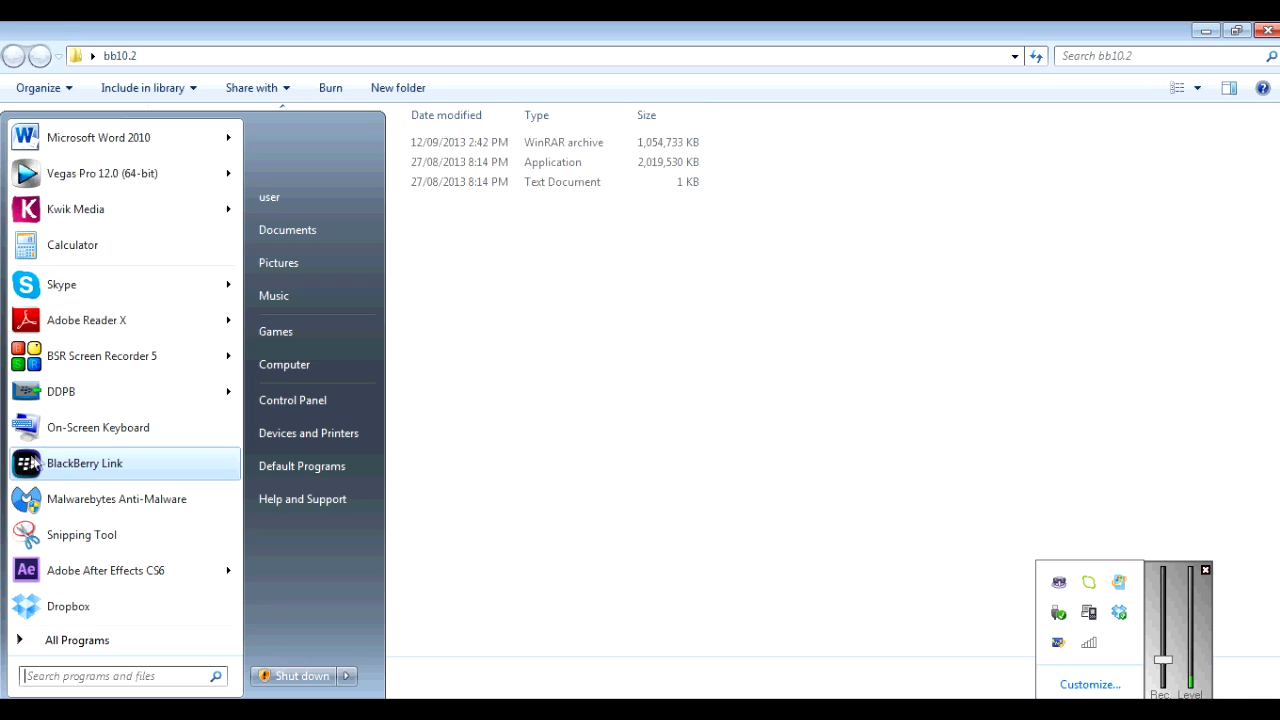 bb10.2
Search bb10.2
Organize
Include in library
Share with
Burn
New folder
Date modified
Type
Size
12/09/2013 2:42 PM
WinRAR archive
1,054,733 KB
27/08/2013 8:14 PM
Application
2,019,530 KB
27/08/2013 8:14 PM
Text Document
1 KB
Microsoft Word 2010
Vegas Pro 12.0 (64-bit)
Kwik Media
Calculator
Skype
Adobe Reader X
BSR Screen Recorder 5
DDPB
On-Screen Keyboard
BlackBerry Link
Malwarebytes Anti-Malware
Snipping Tool
Adobe After Effects CS6
Dropbox
All Programs
Search programs and files
user
Documents
Pictures
Music
Games
Computer
Control Panel
Devices and Printers
Default Programs
Help and Support
Shut down
Customize...
Rec. Level